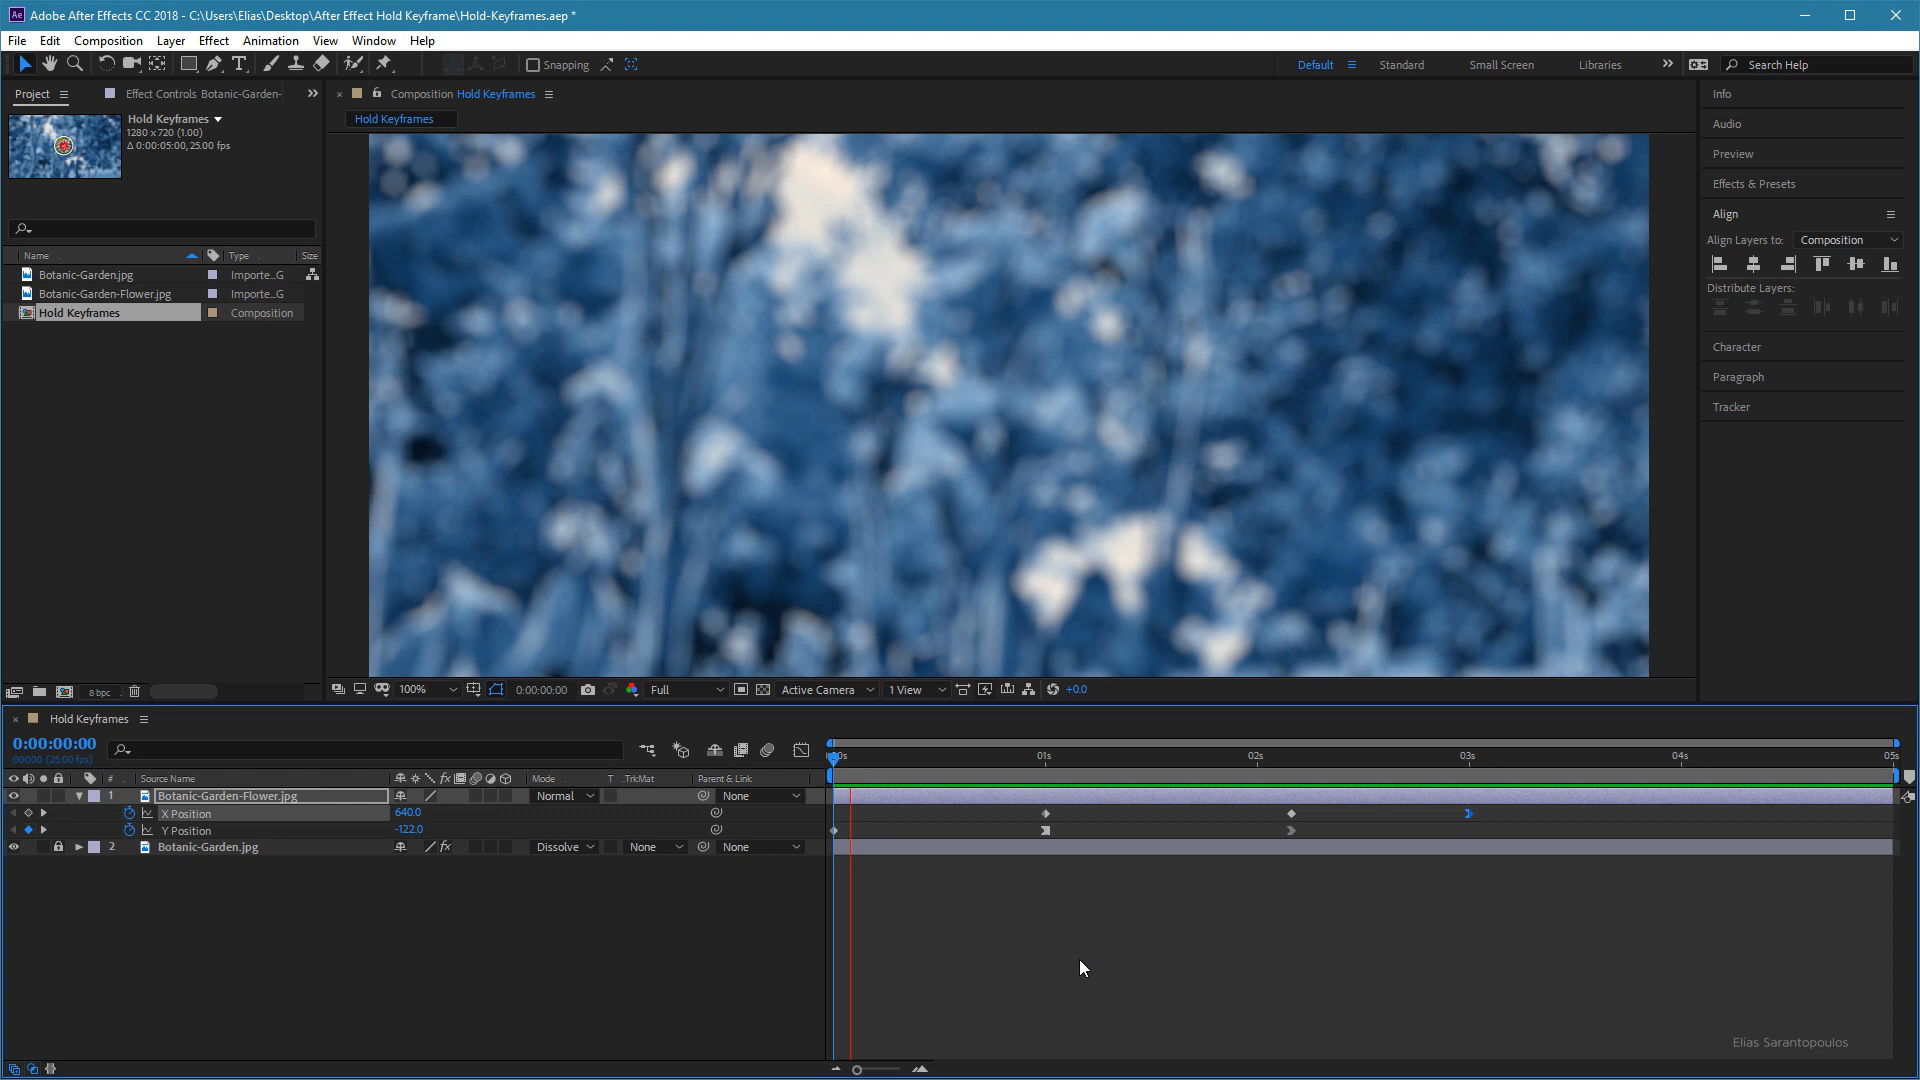 Ae Adobe After Effects CC 2018 - C:\Users\Elias\Desktop\After Effect Hold Keyframe\Hold-Keyframes.aep *
File Edit Composition Layer Effect Animation View Window Help
Snapping Default Standard Small Screen Libraries Search Help
Project Effect Controls Botanic-Garden-
Composition Hold Keyframes
Hold Keyframes
Hold Keyframes
1280 x 720 (1.00)
Δ 0:00:05:00, 25.00 fps
Name Type Size
Botanic-Garden.jpg Importe...G
Botanic-Garden-Flower.jpg Importe...G
Hold Keyframes Composition
8 bpc
100% 0:00:00:00 Full Active Camera 1 View +0.0
Info
Audio
Preview
Effects & Presets
Align
Align Layers to: Composition
Distribute Layers:
Character
Paragraph
Tracker
Hold Keyframes
0:00:00:00
00000 (25.00 fps)
01s 02s 03s 04s 05s
# Source Name Mode T .TrkMat Parent & Link
1 Botanic-Garden-Flower.jpg Normal None
X Position 640.0
Y Position -122.0
2 Botanic-Garden.jpg Dissolve None None
Elias Sarantopoulos